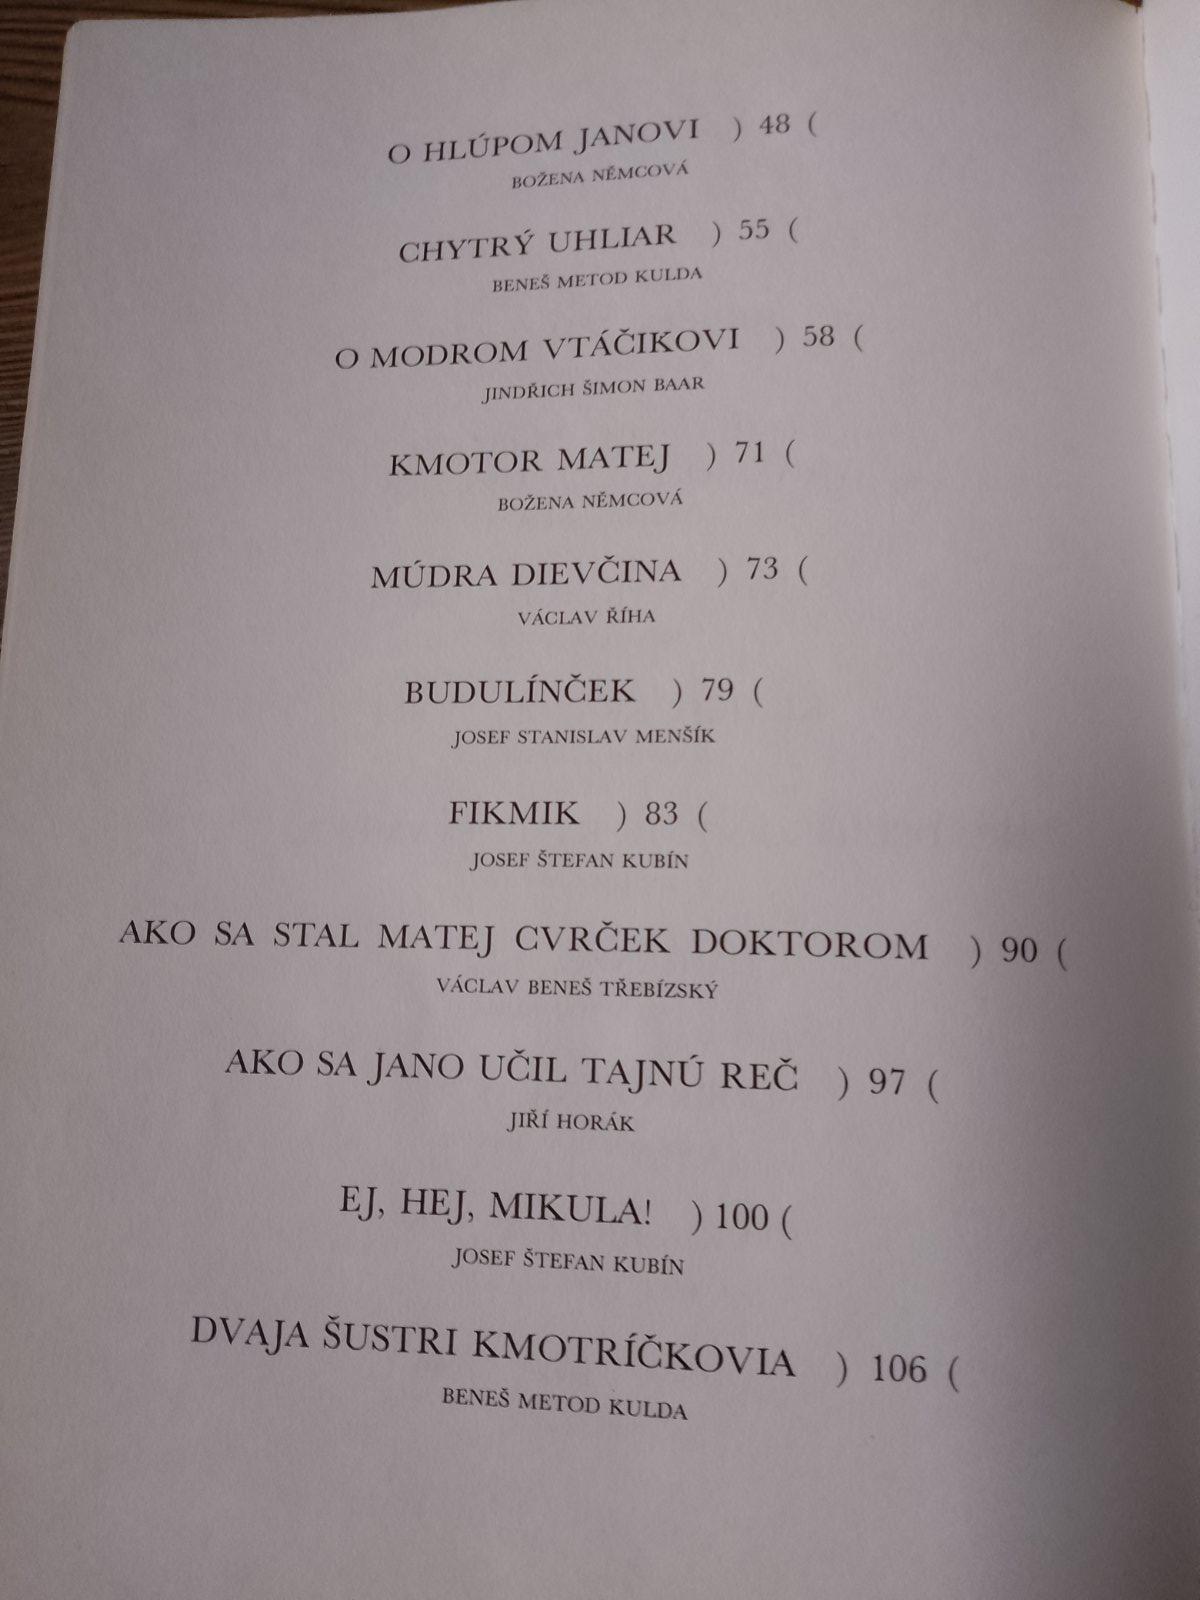 O HLÚPOM JANOVI ) 48 (
BOŽENA NĚMCOVÁ
CHYTRÝ UHLIAR ) 55 (
BENEŠ METOD KULDA
O MODROM VTÁČIKOVI ) 58 (
JINDŘICH ŠIMON BAAR
KMOTOR MATEJ ) 71 (
BOŽENA NĚMCOVÁ
MÚDRA DIEVČINA ) 73 (
VÁCLAV ŘÍHA
BUDULÍNČEK ) 79 (
JOSEF STANISLAV MENŠÍK
FIKMIK ) 83 (
JOSEF ŠTEFAN KUBÍN
AKO SA STAL MATEJ CVRČEK DOKTOROM ) 90 (
VÁCLAV BENEŠ TŘEBÍZSKÝ
AKO SA JANO UČIL TAJNÚ REČ ) 97 (
JIŘÍ HORÁK
EJ, HEJ, MIKULA! ) 100 (
JOSEF ŠTEFAN KUBÍN
DVAJA ŠUSTRI KMOTRÍČKOVIA ) 106 (
BENEŠ METOD KULDA